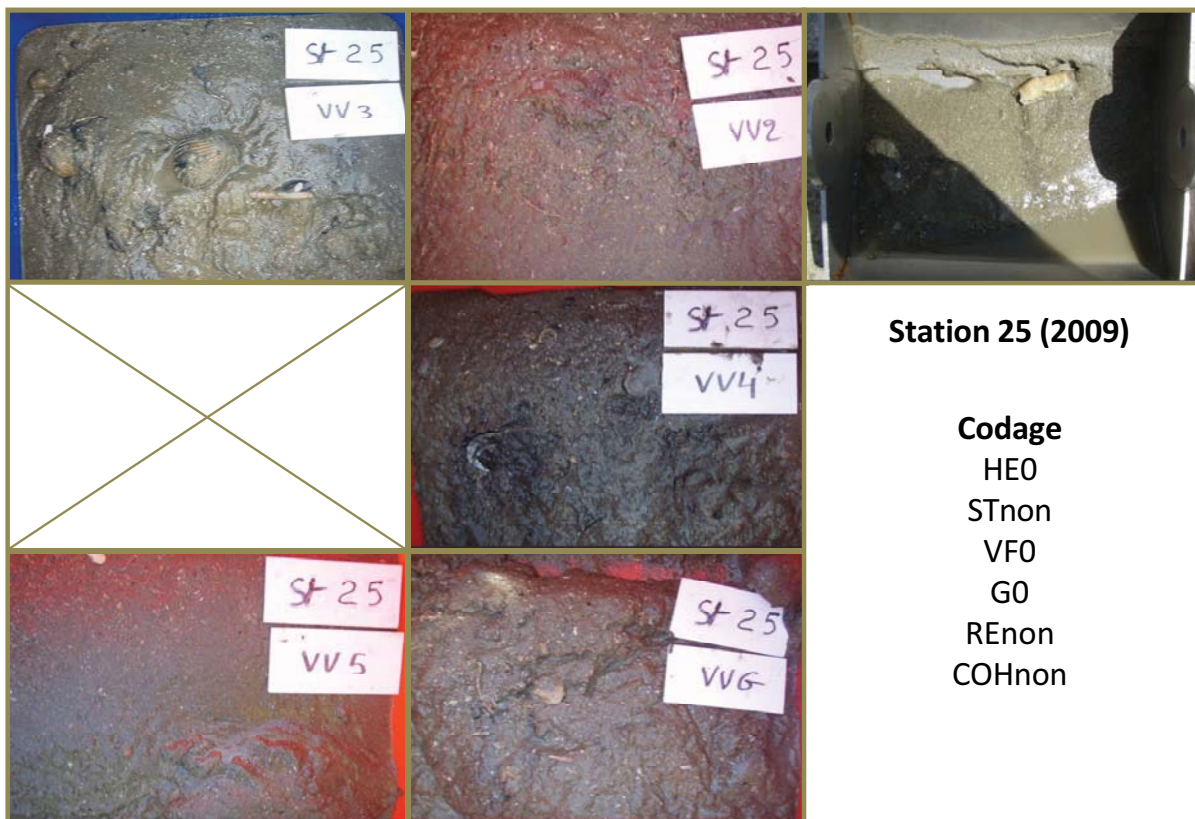 St 25
VV3
St 25
VV2
St 25
VV4
Station 25 (2009)
Codage
HE0
STnon
VF0
G0
REnon
COHnon
St 25
VV5
St 25
VV6